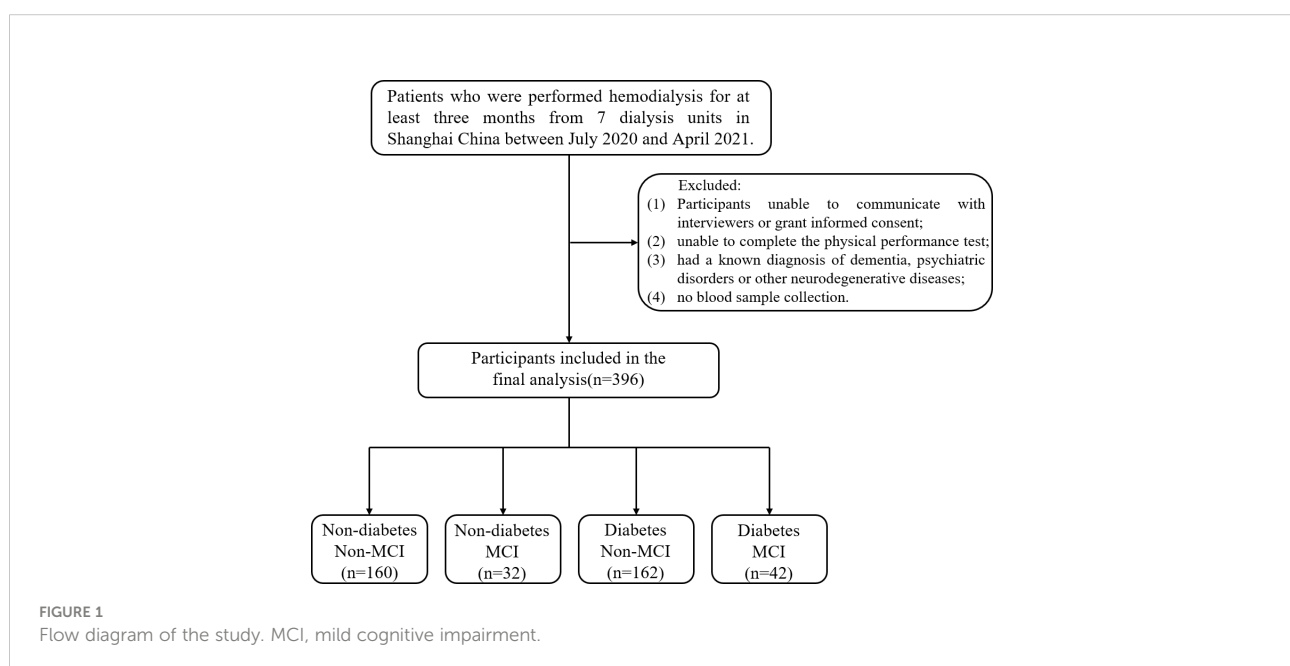 Patients who were performed hemodialysis for at
least three months from 7 dialysis units in
Shanghai China between July 2020 and April 2021.
Excluded:
(1) Participants unable to communicate with
interviewers or grant informed consent;
(2) unable to complete the physical performance test;
(3) had a known diagnosis of dementia, psychiatric
disorders or other neurodegenerative diseases;
(4) no blood sample collection.
Participants included in the
final analysis(n=396)
Non-diabetes
Non-MCI
(n=160)
Non-diabetes
MCI
(n=32)
Diabetes
Non-MCI
(n=162)
Diabetes
MCI
(n=42)
FIGURE 1
Flow diagram of the study. MCI, mild cognitive impairment.